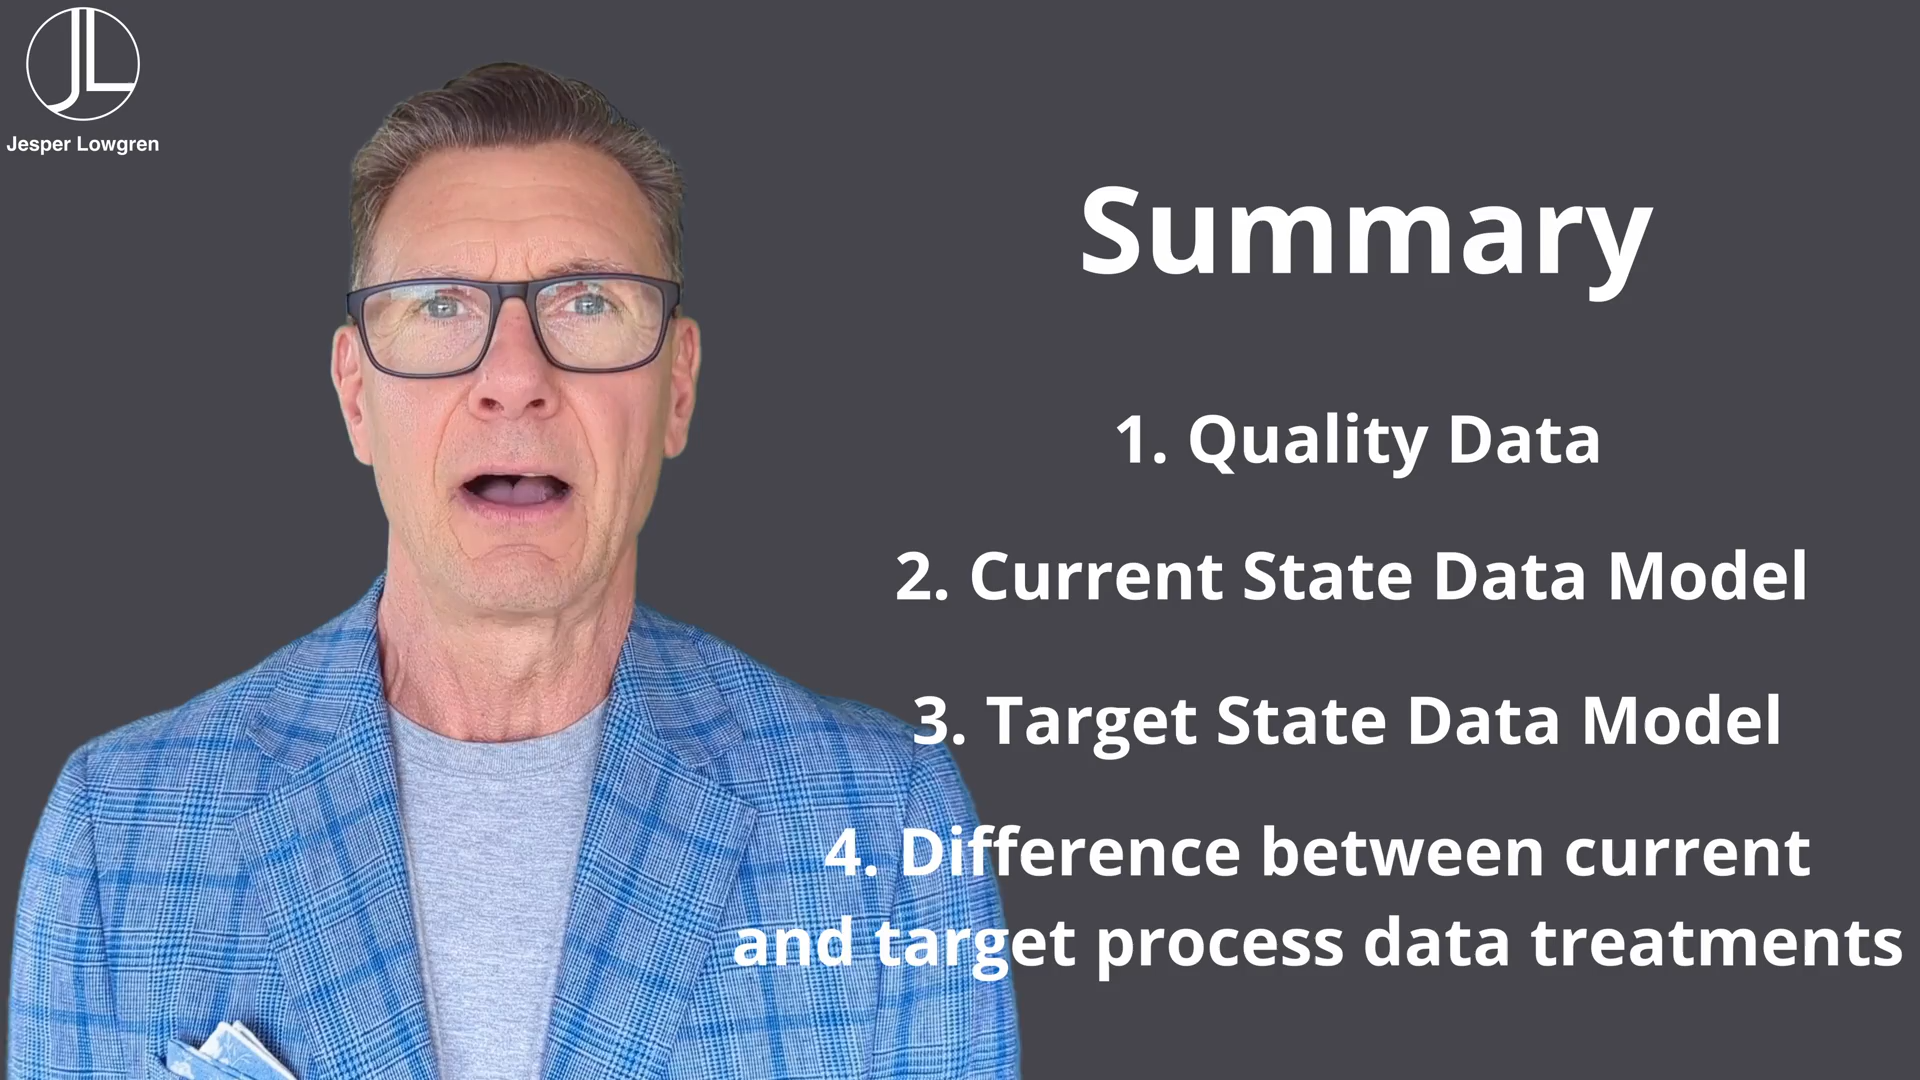 JL
Jesper Lowgren
Summary
1. Quality Data
2. Current State Data Model
3. Target State Data Model
4. Difference between current
and target process data treatments